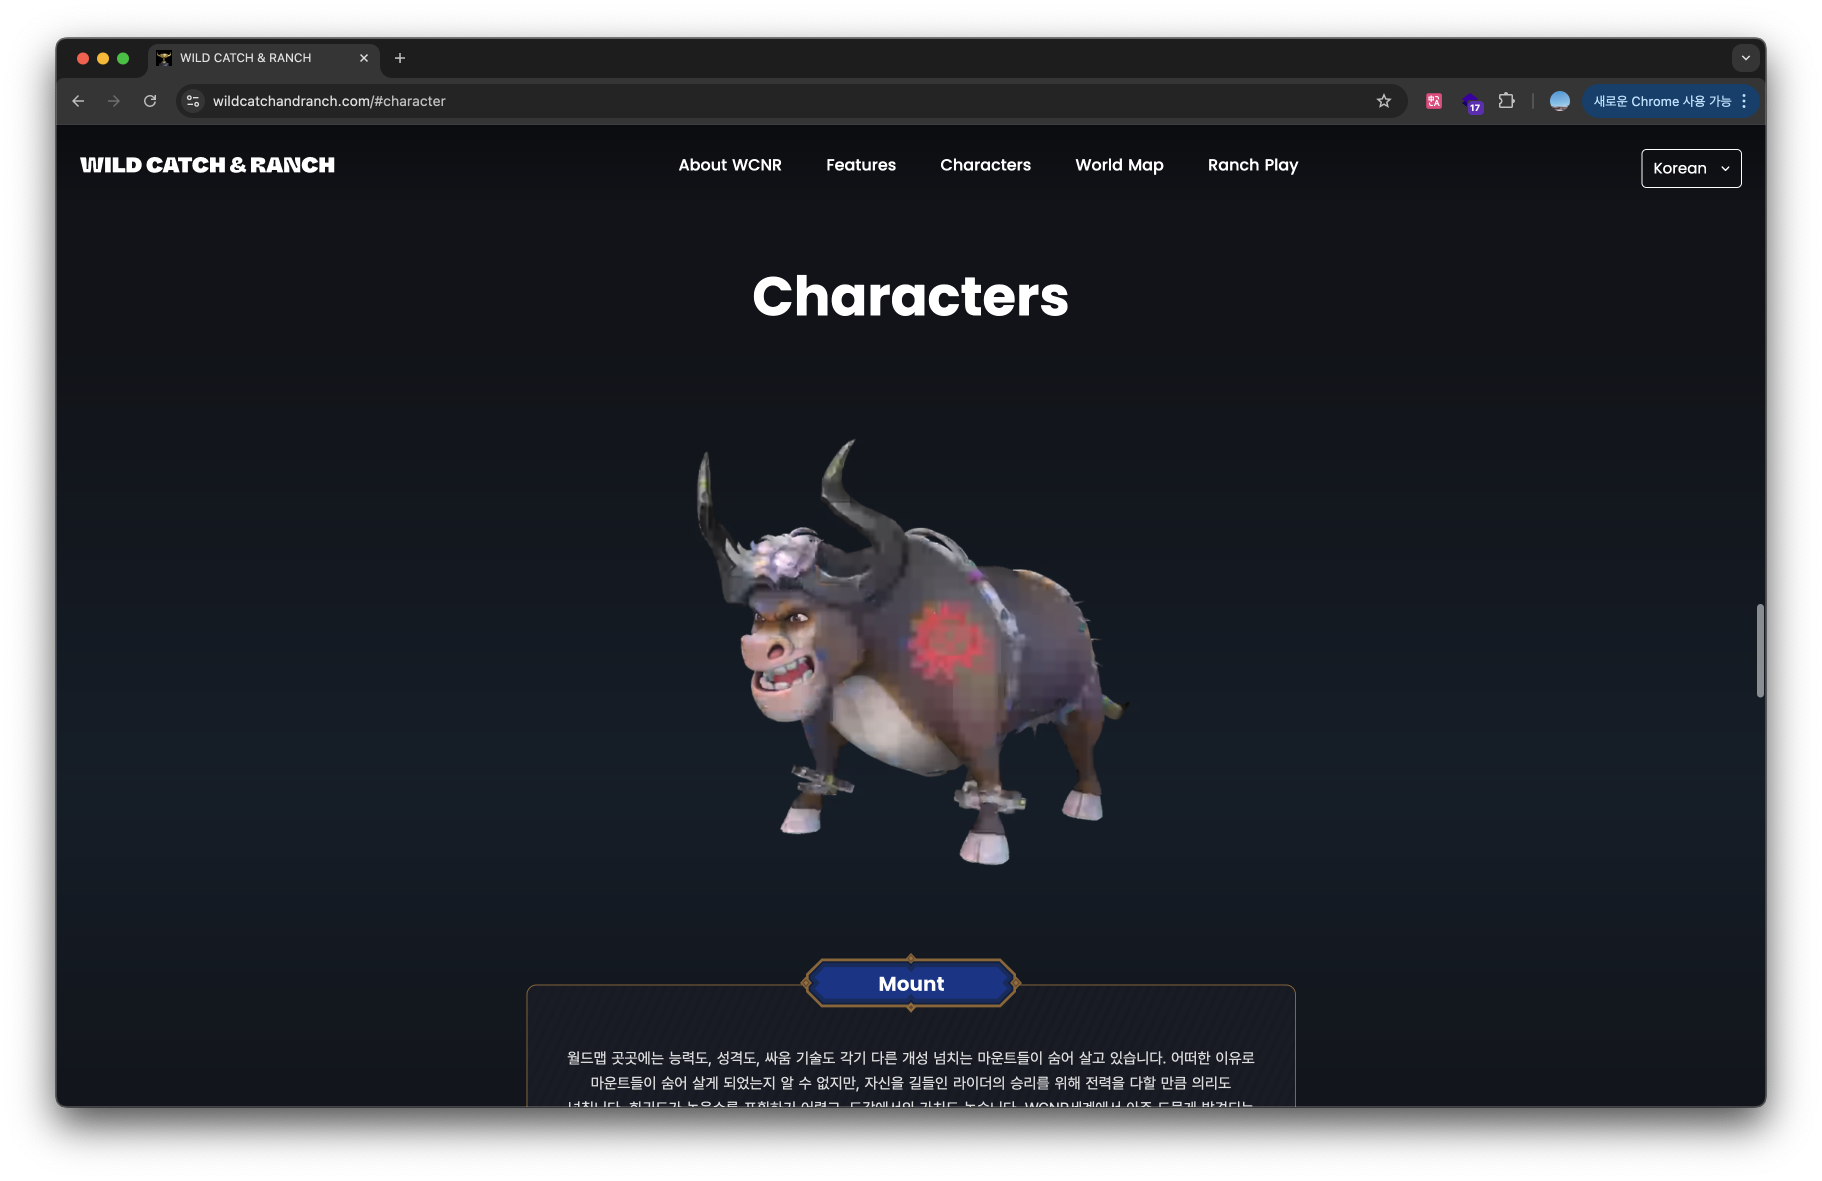 WILD CATCH & RANCH
wildcatchandranch.com/#character
17
새로운 Chrome 사용 가능
WILD CATCH & RANCH
About WCNR
Features
Characters
World Map
Ranch Play
Korean
Characters
Mount
월드맵 곳곳에는 능력도, 성격도, 싸움 기술도 각기 다른 개성 넘치는 마운트들이 숨어 살고 있습니다. 어떠한 이유로
마운트들이 숨어 살게 되었는지 알 수 없지만, 자신을 길들인 라이더의 승리를 위해 전력을 다할 만큼 의리도